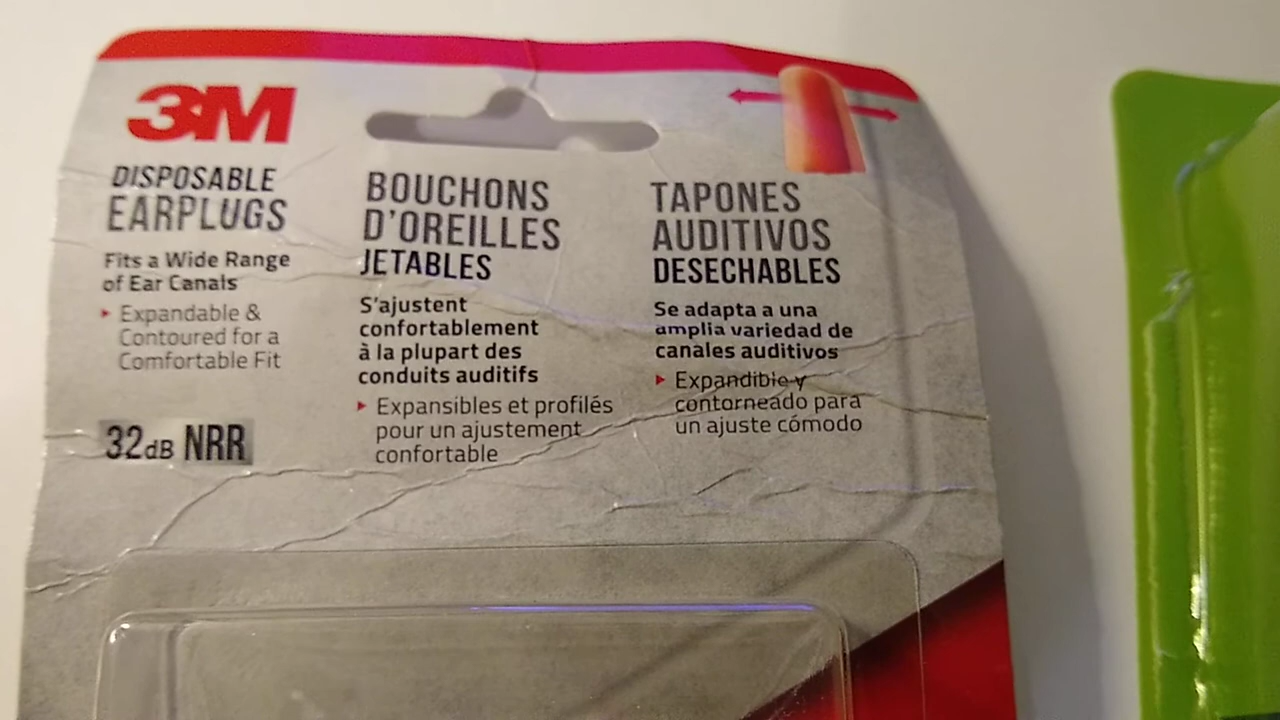 3M
DISPOSABLE
EARPLUGS
Fits a Wide Range
of Ear Canals
Expandable &
Contoured for a
Comfortable Fit
32dB NRR
BOUCHONS
D'OREILLES
JETABLES
S'ajustent
confortablement
à la plupart des
conduits auditifs
Expansibles et profilés
pour un ajustement
confortable
TAPONES
AUDITIVOS
DESECHABLES
Se adapta a una
amplia variedad de
canales auditivos
Expandible y
contorneado para
un ajuste cómodo